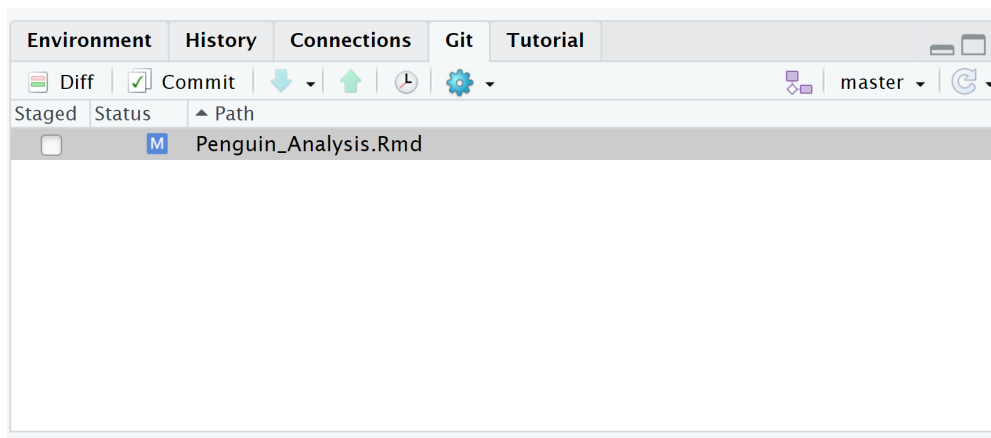 Environment History Connections Git Tutorial
Diff Commit master
Staged Status Path
M Penguin_Analysis.Rmd